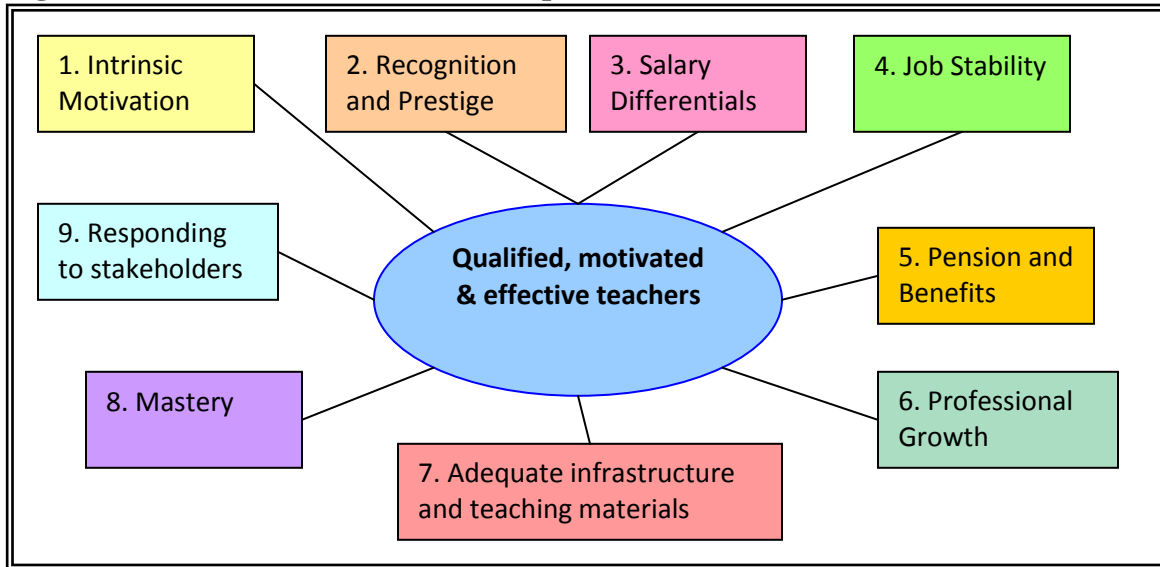 1. Intrinsic
Motivation
2. Recognition
and Prestige
3. Salary
Differentials
4. Job Stability
9. Responding
to stakeholders
Qualified, motivated
& effective teachers
5. Pension and
Benefits
8. Mastery
6. Professional
Growth
7. Adequate infrastructure
and teaching materials